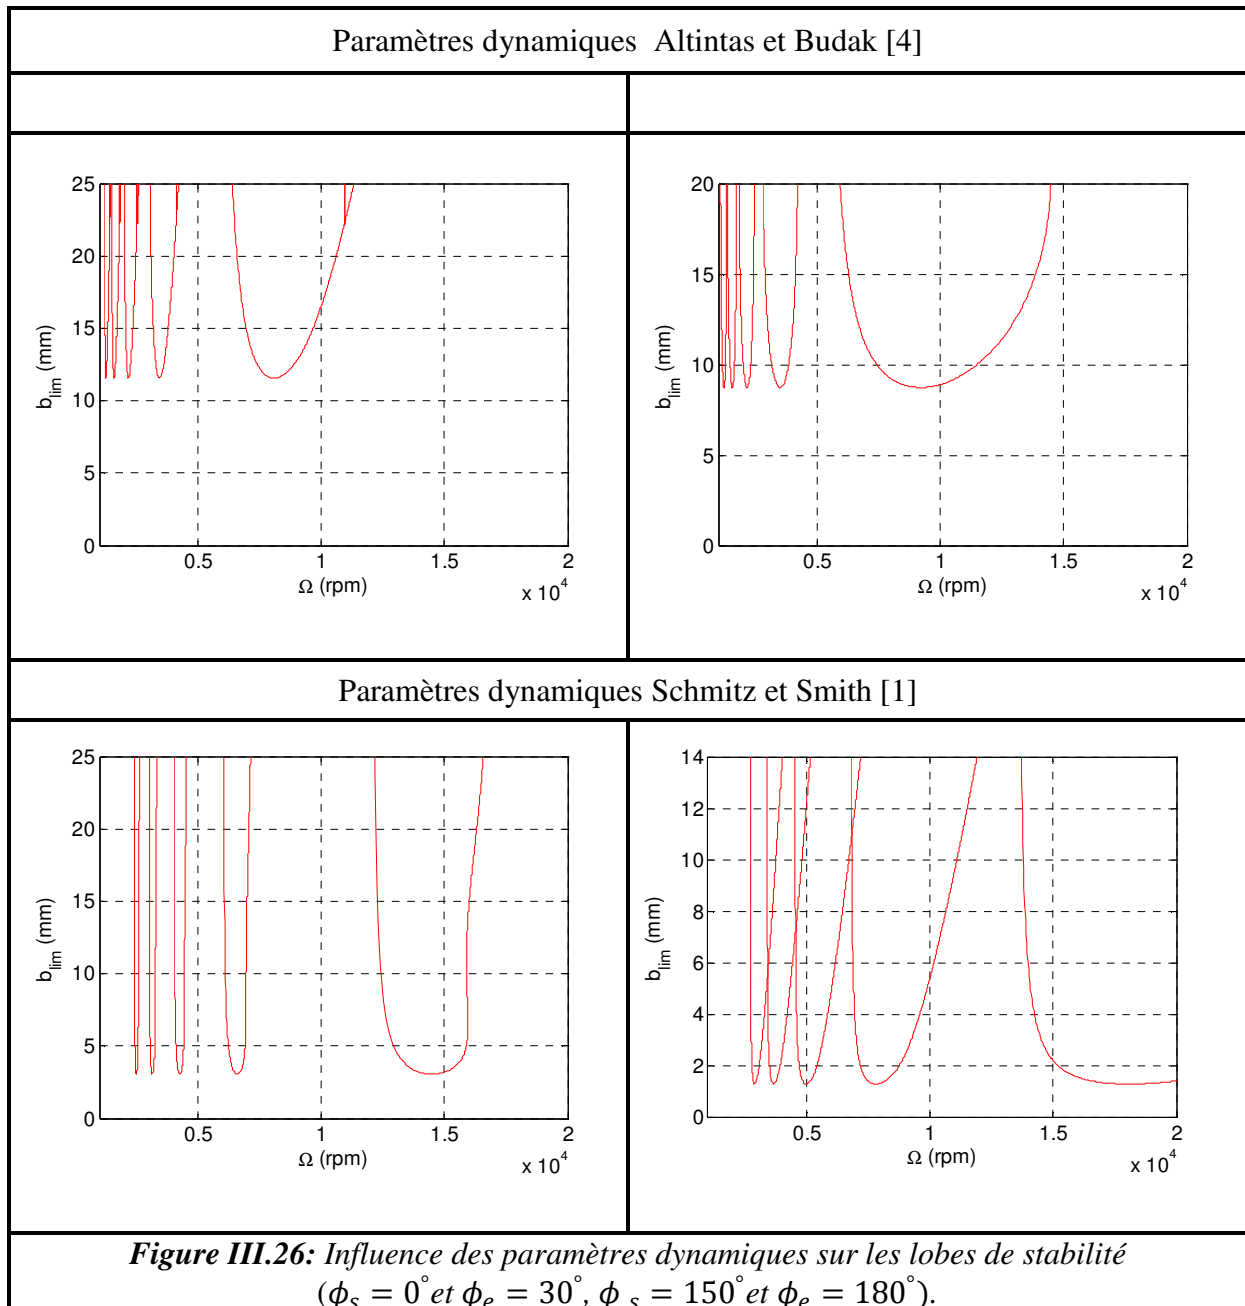 Paramètres dynamiques Altintas et Budak [4]
25
20
15
10
5
0
b_lim (mm)
0.5 1 1.5 2
Ω (rpm)
x 10^4
20
15
10
5
0
b_lim (mm)
0.5 1 1.5 2
Ω (rpm)
x 10^4
Paramètres dynamiques Schmitz et Smith [1]
25
20
15
10
5
0
b_lim (mm)
0.5 1 1.5 2
Ω (rpm)
x 10^4
14
12
10
8
6
4
2
0
b_lim (mm)
0.5 1 1.5 2
Ω (rpm)
x 10^4
Figure III.26: Influence des paramètres dynamiques sur les lobes de stabilité
(ϕ_s = 0° et ϕ_e = 30°, ϕ_s = 150° et ϕ_e = 180°).